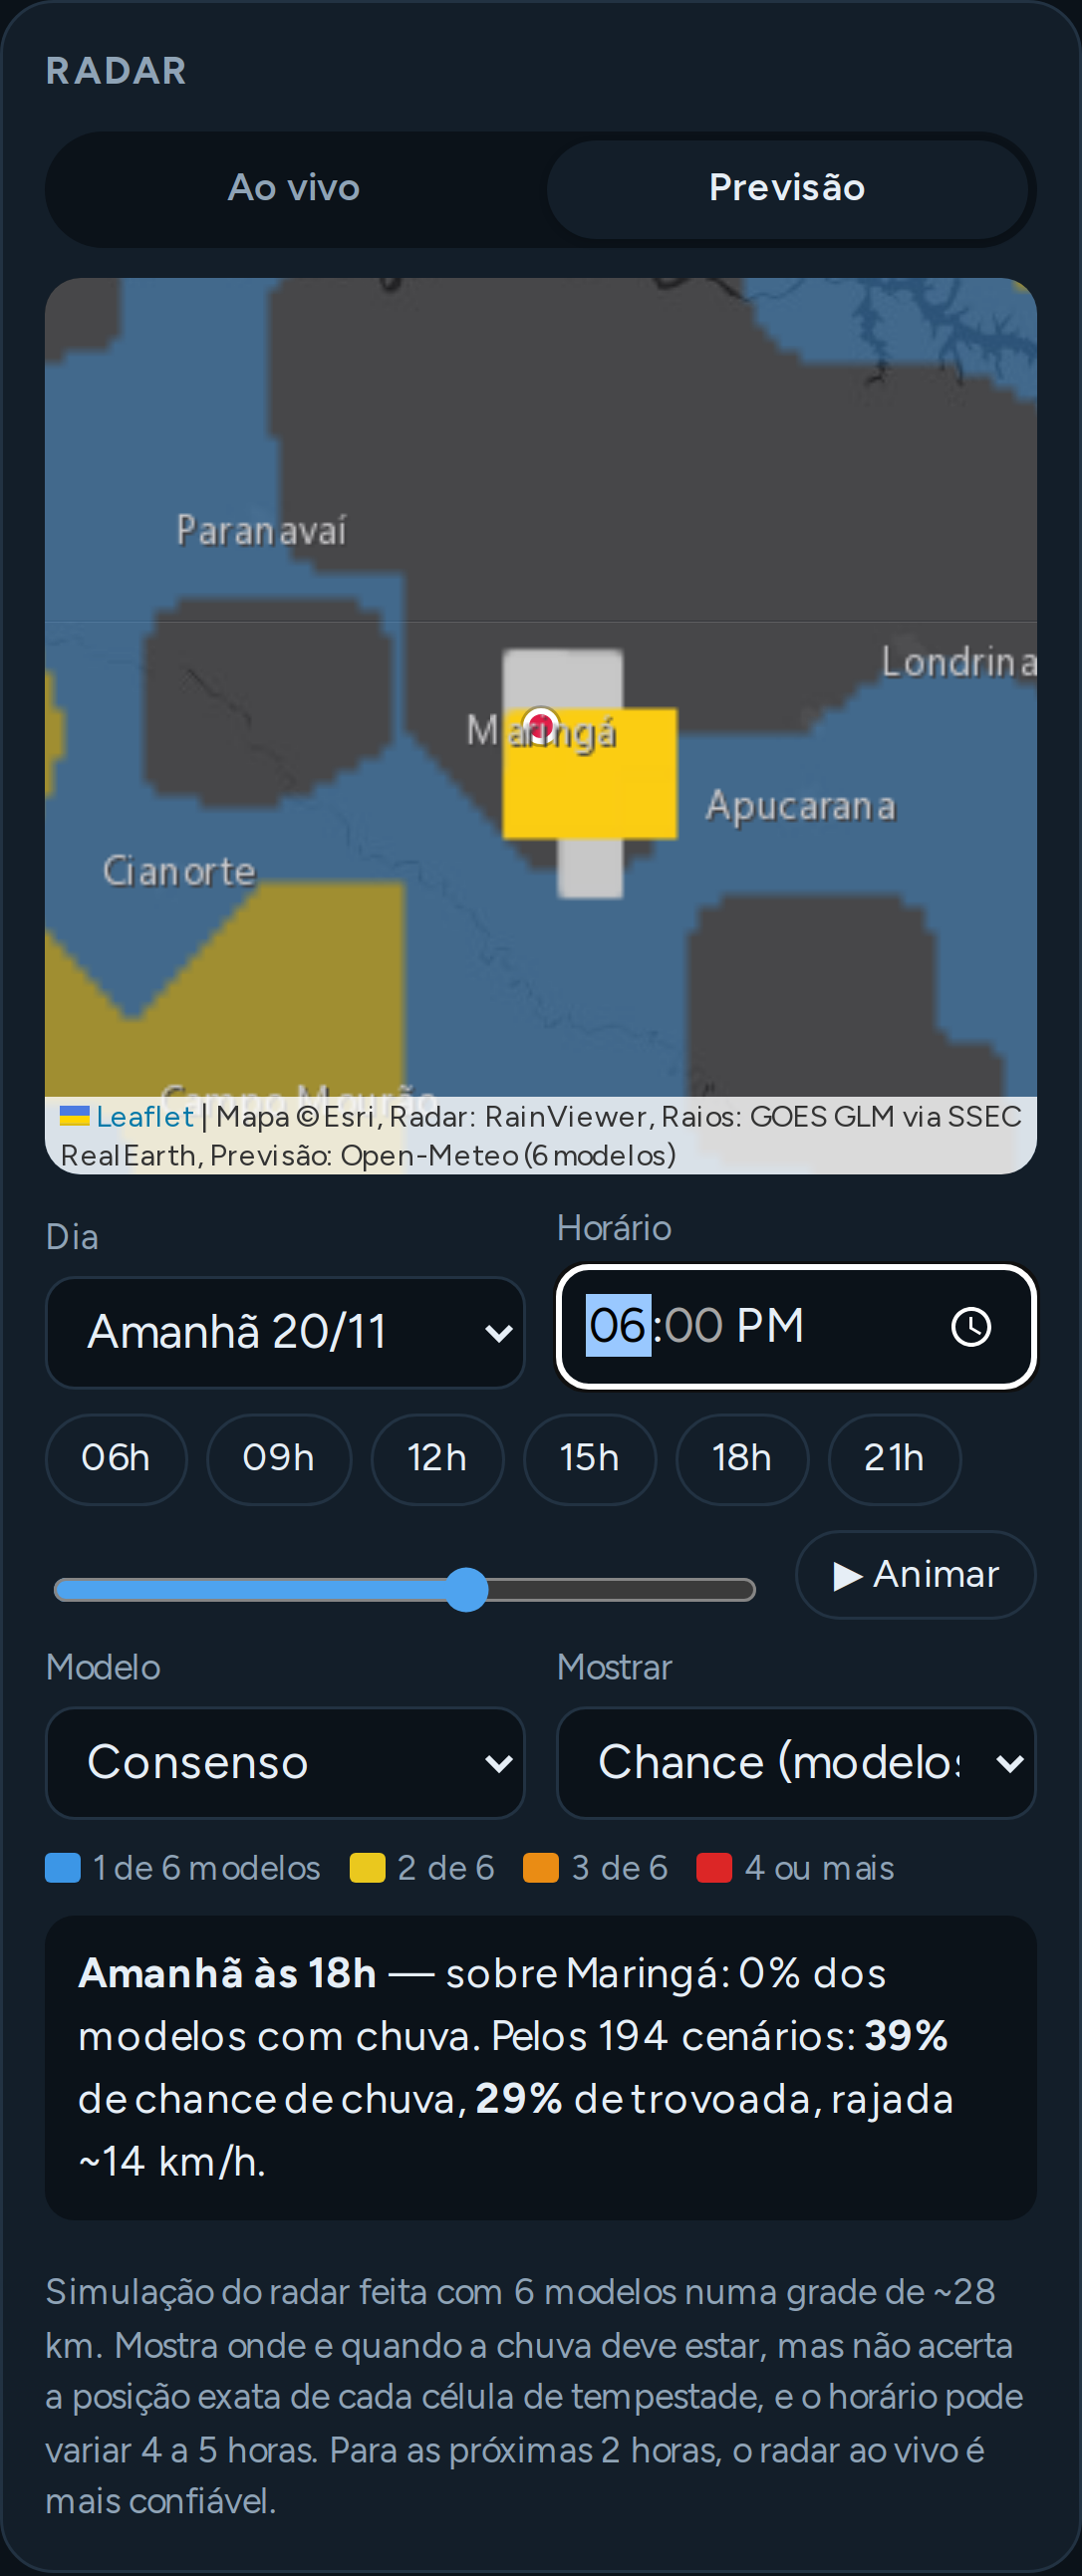 RADAR
Ao vivo
Previsão
Paranavaí
Londrina
Maringá
Apucarana
Cianorte
Campo Mourão
Leaflet | Mapa © Esri, Radar: RainViewer, Raios: GOES GLM via SSEC
RealEarth, Previsão: Open-Meteo (6 modelos)
Dia
Horário
Amanhã 20/11
06:00 PM
06h
09h
12h
15h
18h
21h
▶ Animar
Modelo
Mostrar
Consenso
Chance (modelos
1 de 6 modelos
2 de 6
3 de 6
4 ou mais
Amanhã às 18h — sobre Maringá: 0% dos
modelos com chuva. Pelos 194 cenários: 39%
de chance de chuva, 29% de trovoada, rajada
~14 km/h.
Simulação do radar feita com 6 modelos numa grade de ~28
km. Mostra onde e quando a chuva deve estar, mas não acerta
a posição exata de cada célula de tempestade, e o horário pode
variar 4 a 5 horas. Para as próximas 2 horas, o radar ao vivo é
mais confiável.